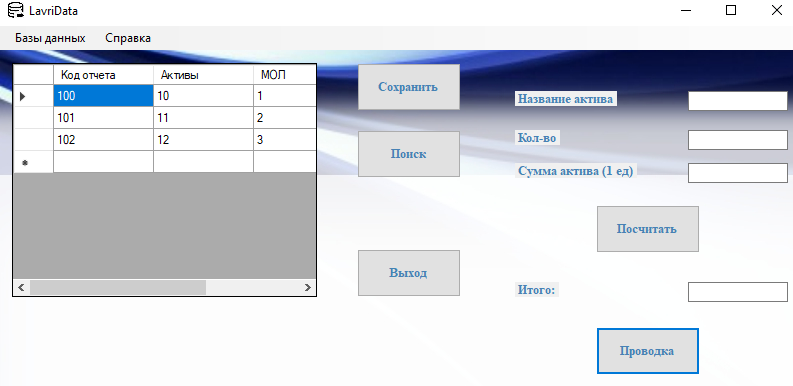 LavriData
Базы данных Справка
Код отчета Активы МОЛ
100 10 1
101 11 2
102 12 3
Сохранить
Поиск
Выход
Название актива
Кол-во
Сумма актива (1 ед)
Посчитать
Итого:
Проводка